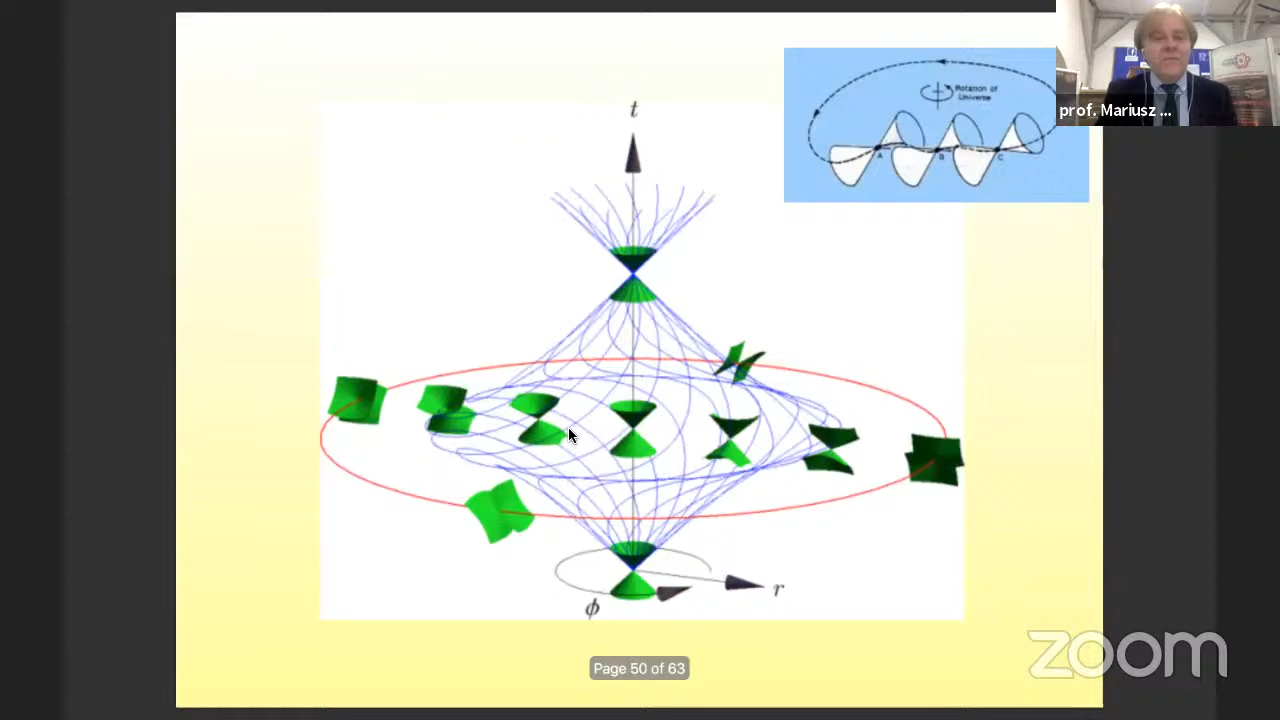 t
Rotation of
Universe
A
B
C
prof. Mariusz ...
r
ϕ
zoom
Page 50 of 63